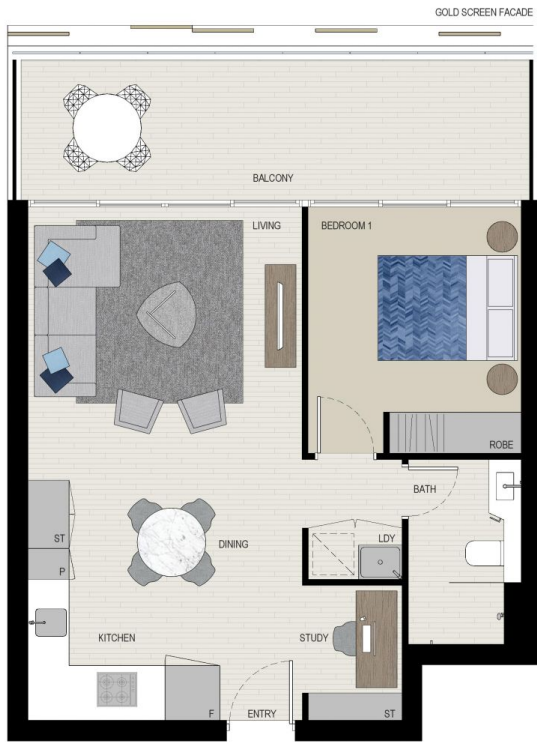 GOLD SCREEN FACADE
BALCONY
LIVING
BEDROOM 1
ROBE
BATH
ST
DINING
LDY
P
KITCHEN
STUDY
F
ENTRY
ST